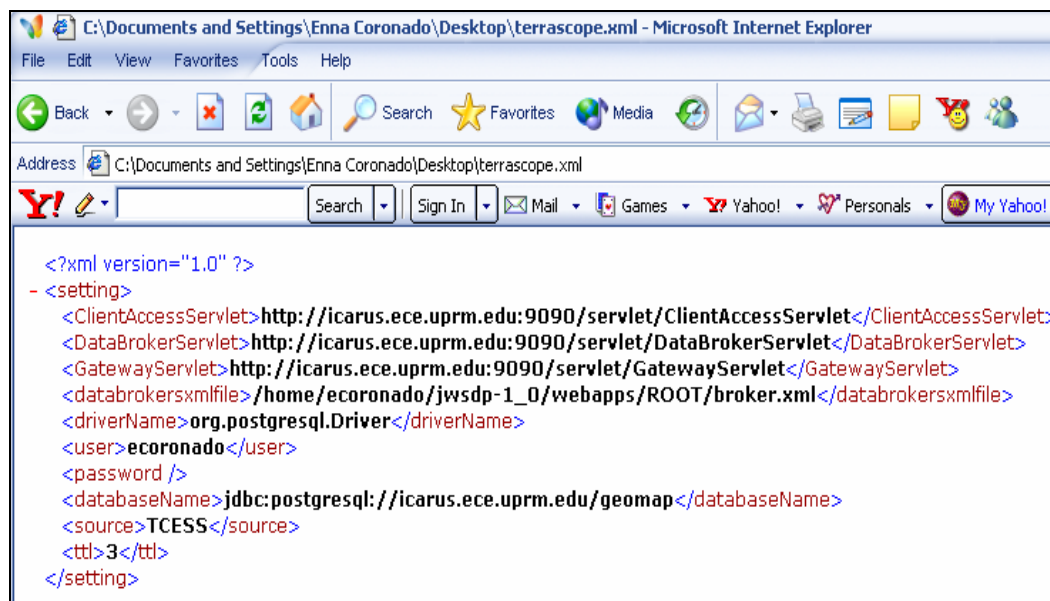 C:\Documents and Settings\Enna Coronado\Desktop\terrascope.xml - Microsoft Internet Explorer
File Edit View Favorites Tools Help
Back Search Favorites Media
Address C:\Documents and Settings\Enna Coronado\Desktop\terrascope.xml
Y! Search Sign In Mail Games Yahoo! Personals My Yahoo!
<?xml version="1.0" ?>
- <setting>
<ClientAccessServlet>http://icarus.ece.uprm.edu:9090/servlet/ClientAccessServlet</ClientAccessServlet>
<DataBrokerServlet>http://icarus.ece.uprm.edu:9090/servlet/DataBrokerServlet</DataBrokerServlet>
<GatewayServlet>http://icarus.ece.uprm.edu:9090/servlet/GatewayServlet</GatewayServlet>
<databrokersxmlfile>/home/ecoronado/jwsdp-1_0/webapps/ROOT/broker.xml</databrokersxmlfile>
<driverName>org.postgresql.Driver</driverName>
<user>ecoronado</user>
<password />
<databaseName>jdbc:postgresql://icarus.ece.uprm.edu/geomap</databaseName>
<source>TCESS</source>
<ttl>3</ttl>
</setting>